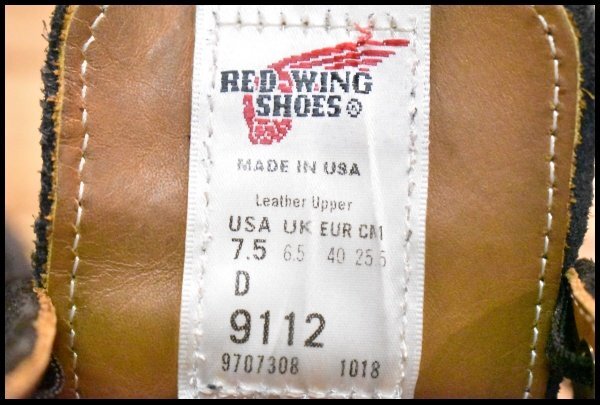 RED WING
SHOES®
MADE IN USA
Leather Upper
USA UK EUR CM
7.5 6.5 40 25.5
D
9112
9707308 1018